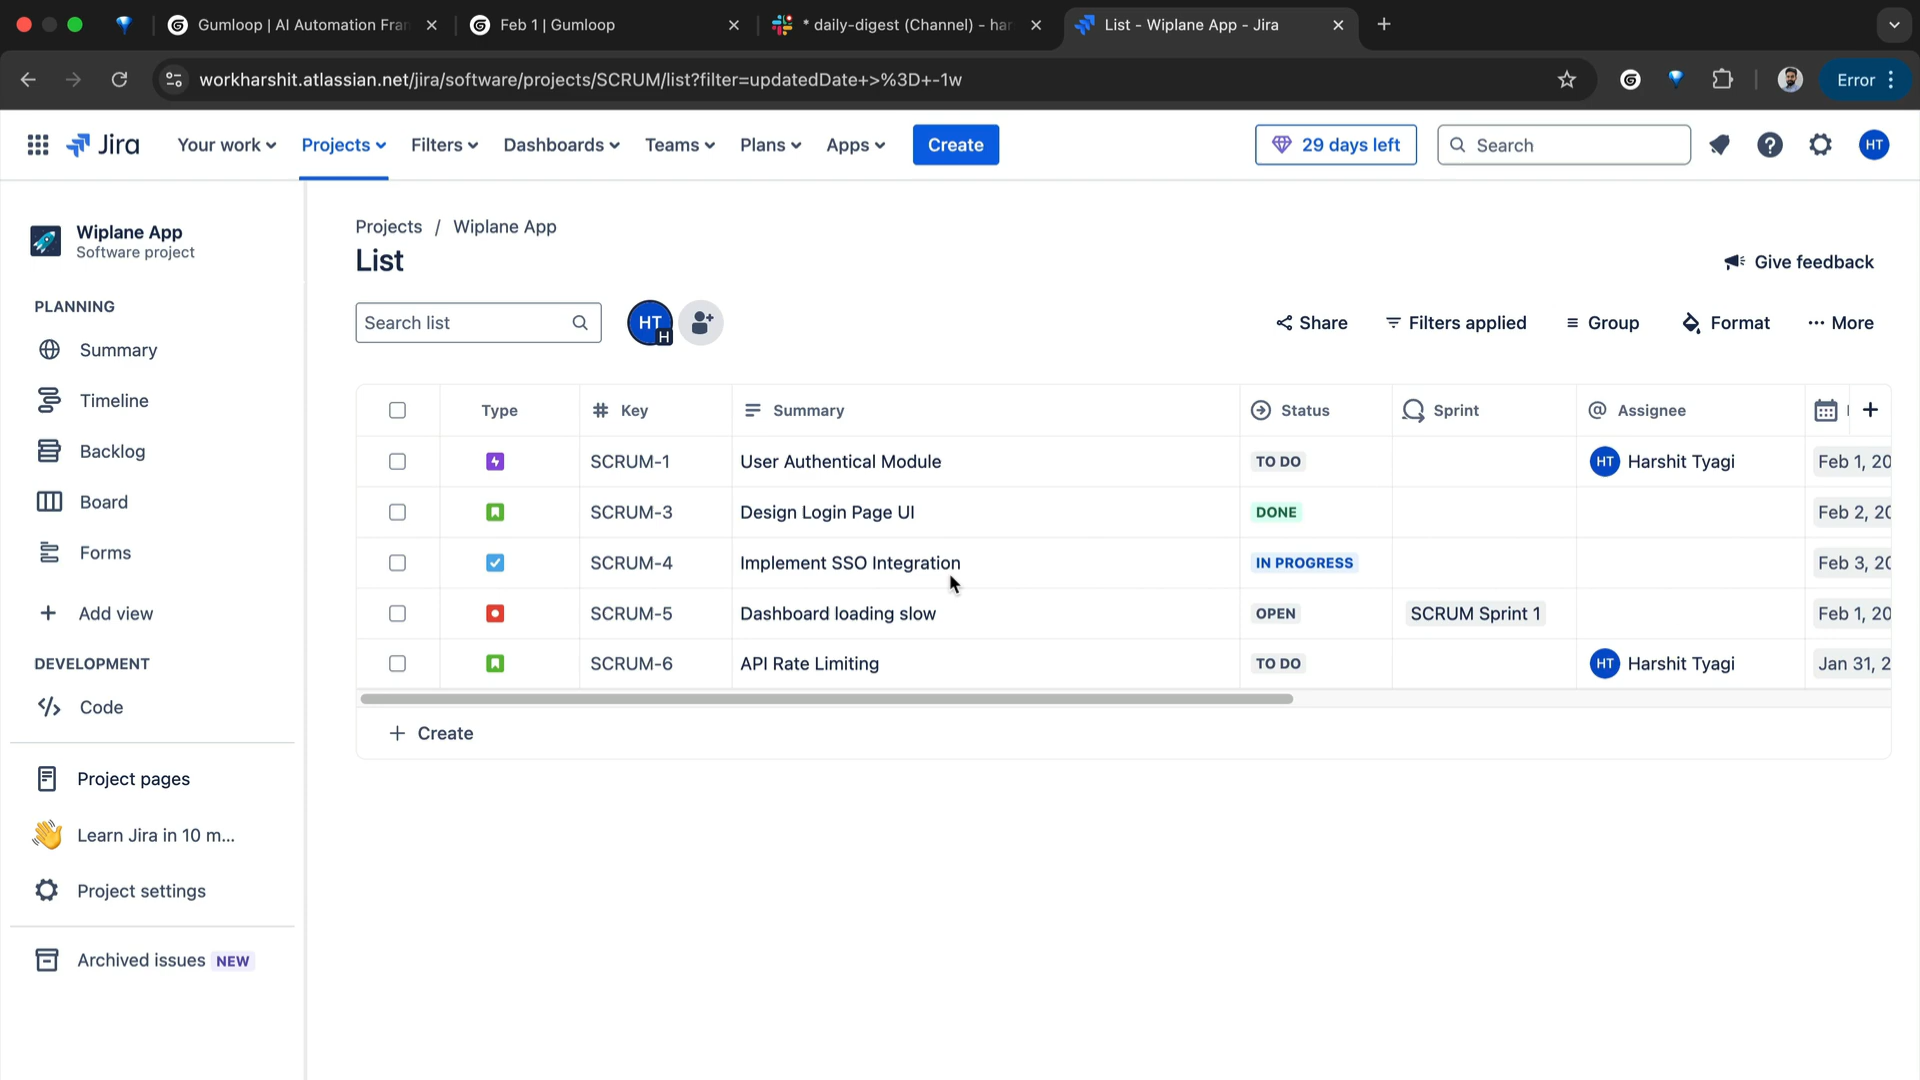 Gumloop | AI Automation Fran
Feb 1 | Gumloop
* daily-digest (Channel) - har
List - Wiplane App - Jira
workharshit.atlassian.net/jira/software/projects/SCRUM/list?filter=updatedDate+>%3D+-1w
Error
Jira
Your work
Projects
Filters
Dashboards
Teams
Plans
Apps
Create
29 days left
Search
HT
Wiplane App
Software project
PLANNING
Summary
Timeline
Backlog
Board
Forms
Add view
DEVELOPMENT
Code
Project pages
Learn Jira in 10 m...
Project settings
Archived issues NEW
Projects / Wiplane App
List
Give feedback
Search list
HT
H
Share
Filters applied
Group
Format
More
Type Key Summary Status Sprint Assignee
SCRUM-1 User Authentical Module TO DO HT Harshit Tyagi Feb 1, 20
SCRUM-3 Design Login Page UI DONE Feb 2, 20
SCRUM-4 Implement SSO Integration IN PROGRESS Feb 3, 20
SCRUM-5 Dashboard loading slow OPEN SCRUM Sprint 1 Feb 1, 20
SCRUM-6 API Rate Limiting TO DO HT Harshit Tyagi Jan 31, 2
+ Create